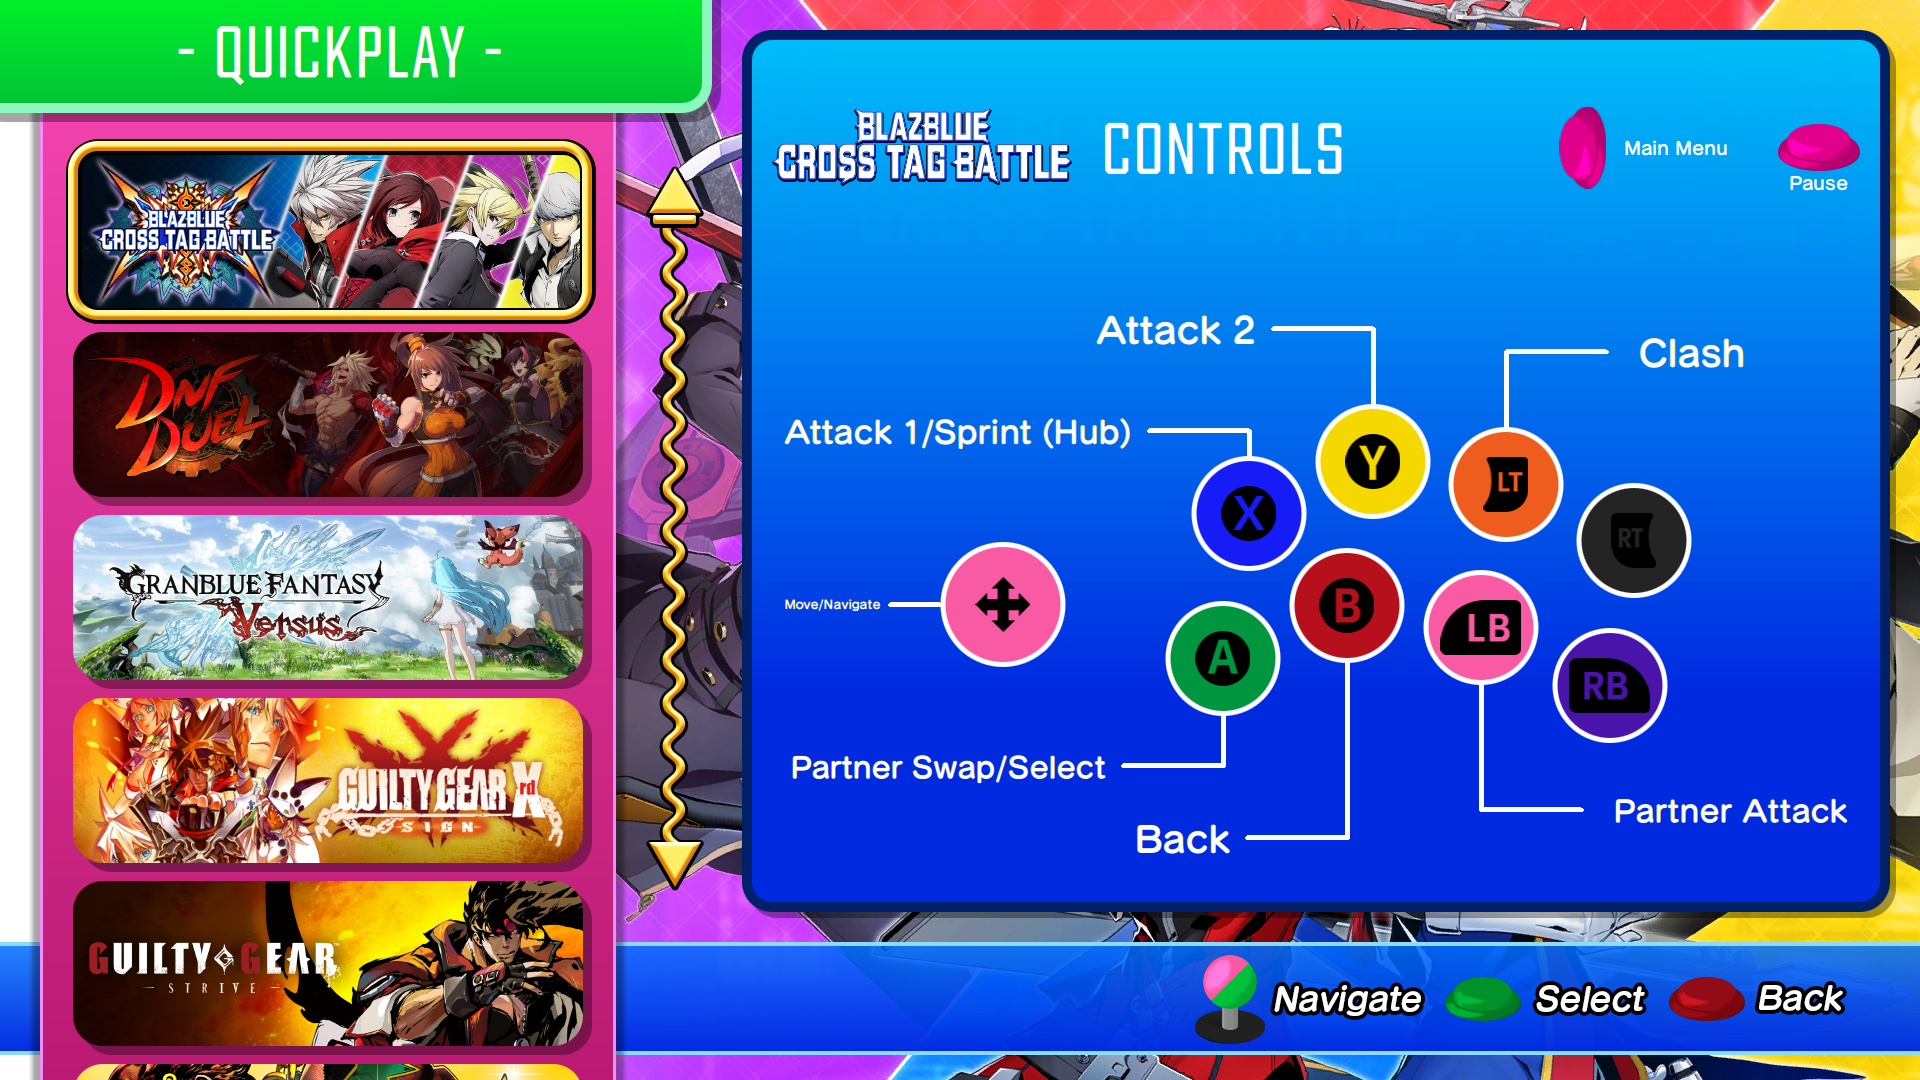 - QUICKPLAY -
BLAZBLUE
CROSS TAG BATTLE
DNF
DUEL
GRANBLUE FANTASY
Versus
GUILTY GEAR Xrd
- SIGN -
GUILTY GEAR
- STRIVE -
BLAZBLUE
CROSS TAG BATTLE
CONTROLS
Main Menu
Pause
Attack 2
Clash
Attack 1/Sprint (Hub)
Y
LT
X
RT
Move/Navigate
B
LB
A
RB
Partner Swap/Select
Partner Attack
Back
Navigate
Select
Back